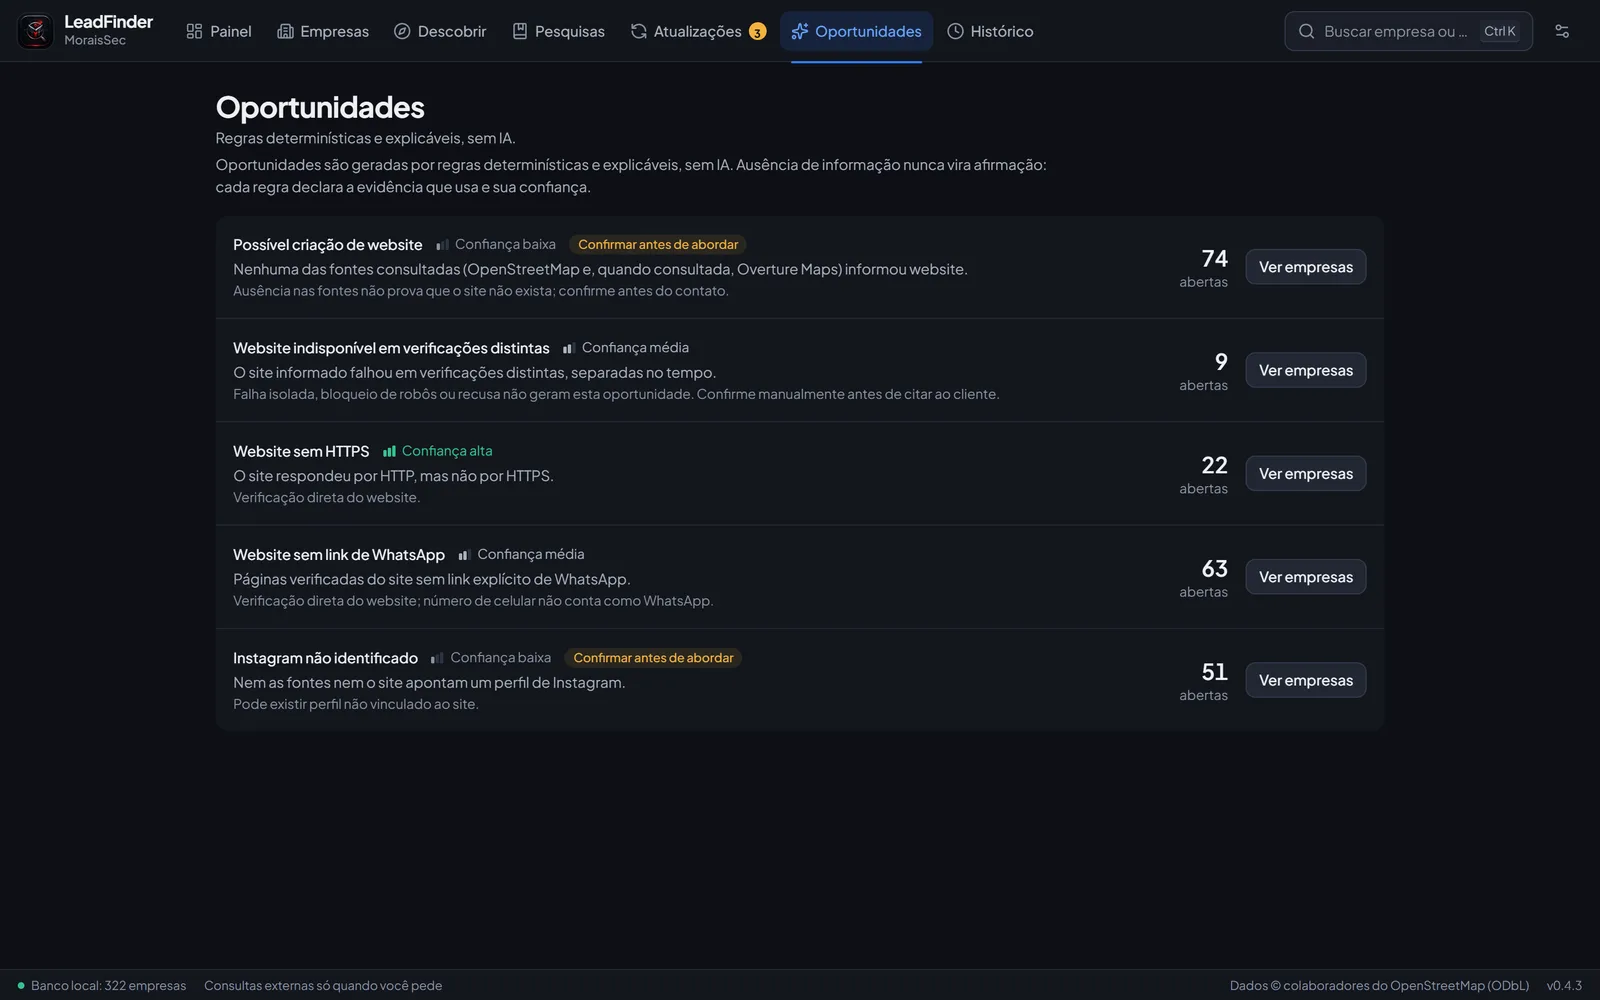 LeadFinder
MoraisSec
Painel
Empresas
Descobrir
Pesquisas
Atualizações 3
Oportunidades
Histórico
Buscar empresa ou ... Ctrl K
Oportunidades
Regras determinísticas e explicáveis, sem IA.
Oportunidades são geradas por regras determinísticas e explicáveis, sem IA. Ausência de informação nunca vira afirmação:
cada regra declara a evidência que usa e sua confiança.
Possível criação de website Confiança baixa Confirmar antes de abordar
Nenhuma das fontes consultadas (OpenStreetMap e, quando consultada, Overture Maps) informou website.
Ausência nas fontes não prova que o site não exista; confirme antes do contato.
74
abertas
Ver empresas
Website indisponível em verificações distintas Confiança média
O site informado falhou em verificações distintas, separadas no tempo.
Falha isolada, bloqueio de robôs ou recusa não geram esta oportunidade. Confirme manualmente antes de citar ao cliente.
9
abertas
Ver empresas
Website sem HTTPS Confiança alta
O site respondeu por HTTP, mas não por HTTPS.
Verificação direta do website.
22
abertas
Ver empresas
Website sem link de WhatsApp Confiança média
Páginas verificadas do site sem link explícito de WhatsApp.
Verificação direta do website; número de celular não conta como WhatsApp.
63
abertas
Ver empresas
Instagram não identificado Confiança baixa Confirmar antes de abordar
Nem as fontes nem o site apontam um perfil de Instagram.
Pode existir perfil não vinculado ao site.
51
abertas
Ver empresas
Banco local: 322 empresas
Consultas externas só quando você pede
Dados © colaboradores do OpenStreetMap (ODbL)
v0.4.3